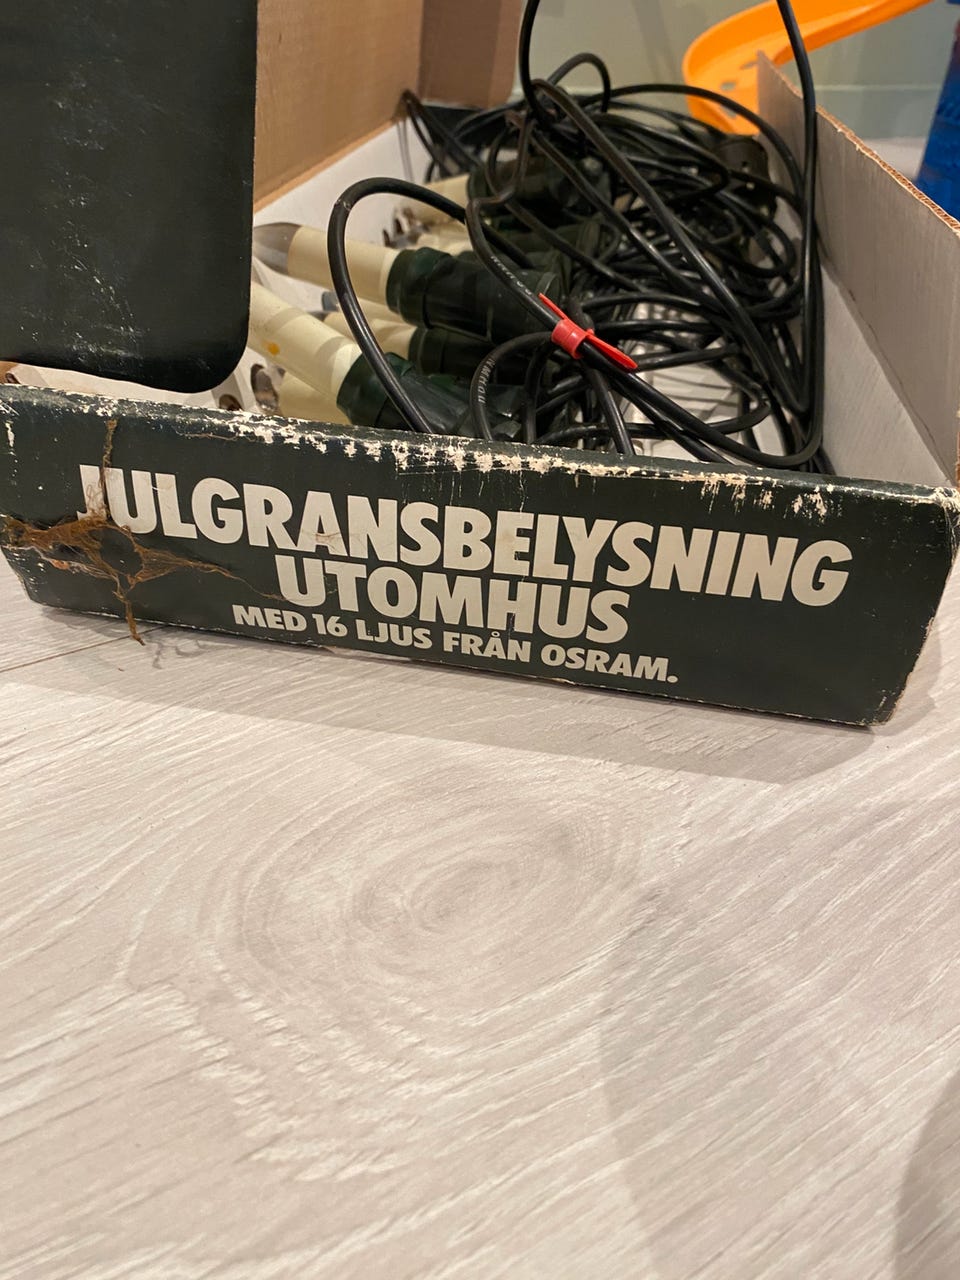 JULGRANSBELYSNING
UTOMHUS
MED 16 LJUS FRÅN OSRAM.